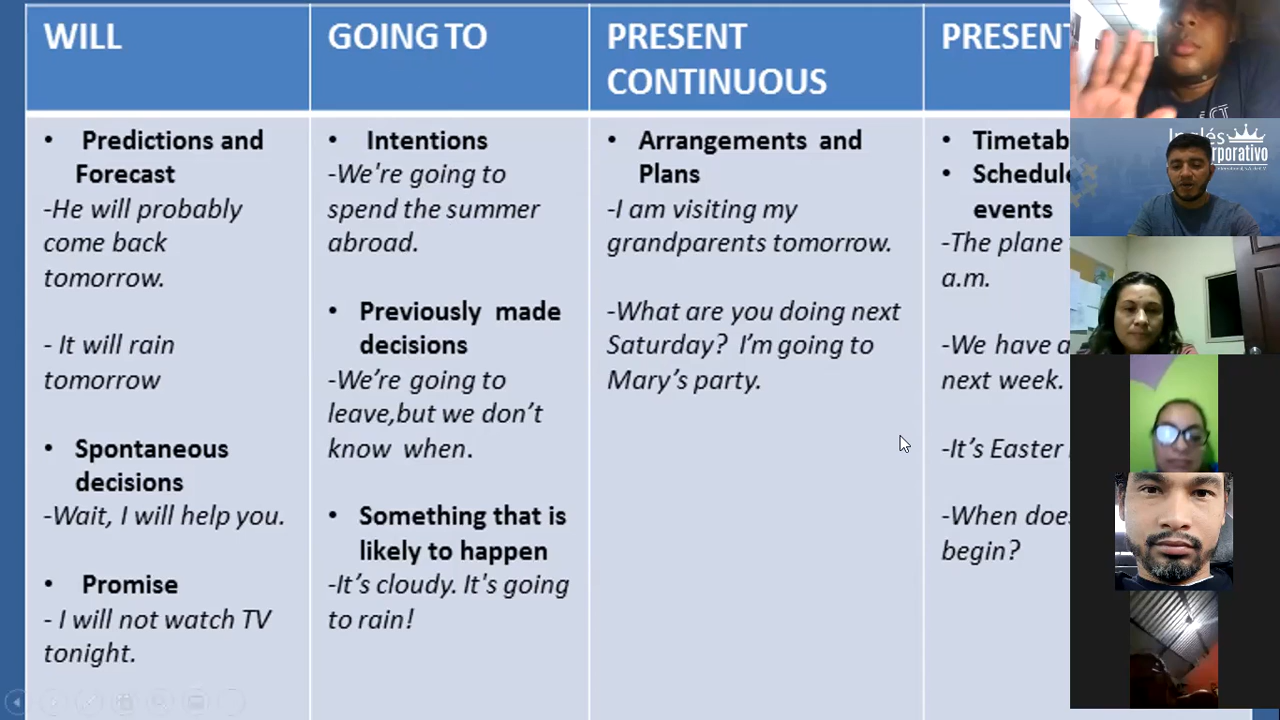 WILL
Predictions and
Forecast
-He will probably
come back
tomorrow.
- It will rain
tomorrow
Spontaneous
decisions
-Wait, I will help you.
Promise
- I will not watch TV
tonight.
GOING TO
Intentions
-We're going to
spend the summer
abroad.
Previously made
decisions
-We’re going to
leave,but we don’t
know when.
Something that is
likely to happen
-It’s cloudy. It's going
to rain!
PRESENT
CONTINUOUS
Arrangements and
Plans
-I am visiting my
grandparents tomorrow.
-What are you doing next
Saturday? I’m going to
Mary’s party.
PRESENT
events
-The plane
a.m.
-We have
next week.
-It’s Easter
-When
begin?
Inglés